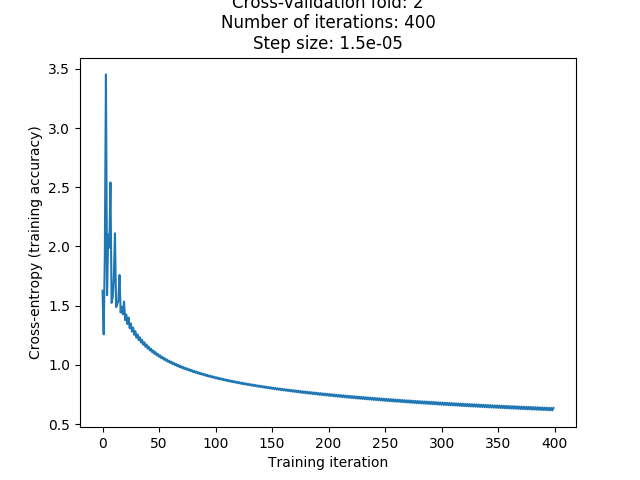 Cross-validation fold: 2
Number of iterations: 400
Step size: 1.5e-05
3.5
3.0
2.5
2.0
1.5
1.0
0.5
Cross-entropy (training accuracy)
0 50 100 150 200 250 300 350 400
Training iteration